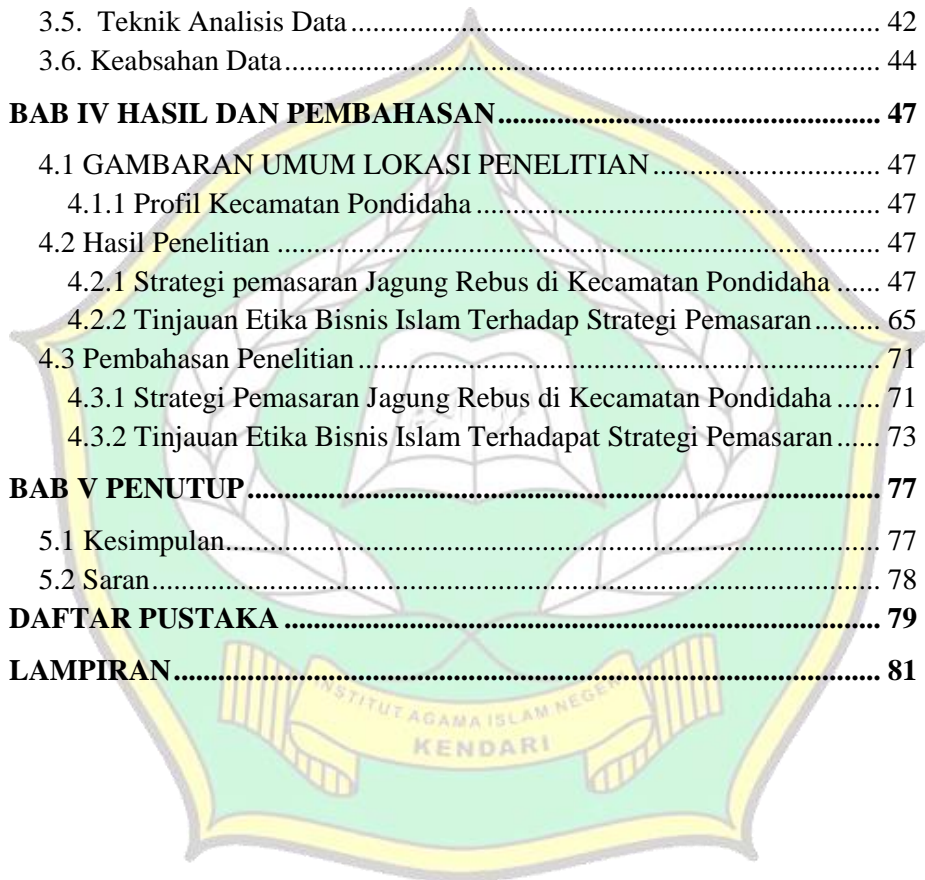 3.5. Teknik Analisis Data ........................................................................ 42
3.6. Keabsahan Data ................................................................................ 44
BAB IV HASIL DAN PEMBAHASAN .................................................. 47
4.1 GAMBARAN UMUM LOKASI PENELITIAN .............................. 47
4.1.1 Profil Kecamatan Pondidaha ...................................................... 47
4.2 Hasil Penelitian ................................................................................. 47
4.2.1 Strategi pemasaran Jagung Rebus di Kecamatan Pondidaha ...... 47
4.2.2 Tinjauan Etika Bisnis Islam Terhadap Strategi Pemasaran ......... 65
4.3 Pembahasan Penelitian ...................................................................... 71
4.3.1 Strategi Pemasaran Jagung Rebus di Kecamatan Pondidaha ...... 71
4.3.2 Tinjauan Etika Bisnis Islam Terhadapat Strategi Pemasaran ...... 73
BAB V PENUTUP ................................................................................... 77
5.1 Kesimpulan ........................................................................................ 77
5.2 Saran .................................................................................................. 78
DAFTAR PUSTAKA .............................................................................. 79
LAMPIRAN ............................................................................................. 81
INSTITUT AGAMA ISLAM NEGERI
KENDARI